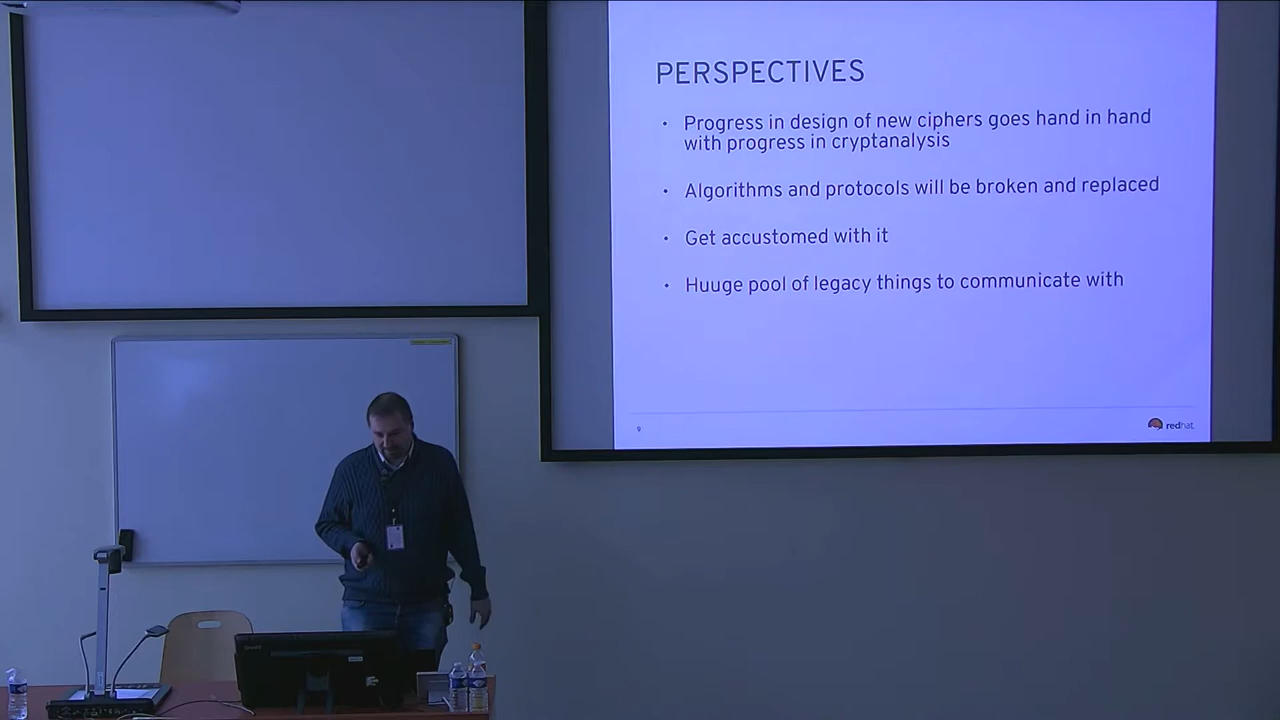 PERSPECTIVES
• Progress in design of new ciphers goes hand in hand
with progress in cryptanalysis
• Algorithms and protocols will be broken and replaced
• Get accustomed with it
• Huuge pool of legacy things to communicate with
9
redhat.